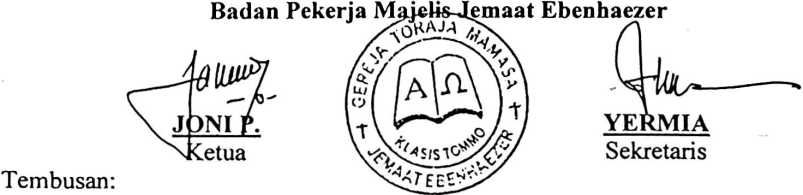 Badan Pekerja Majelis Jemaat Ebenhaezer
GEREJA TORAJA MAMASA
Α Ω
KLASIS TOMMO
JEMAAT EBENHAEZER
JONI P.
Ketua
YERMIA
Sekretaris
Tembusan: